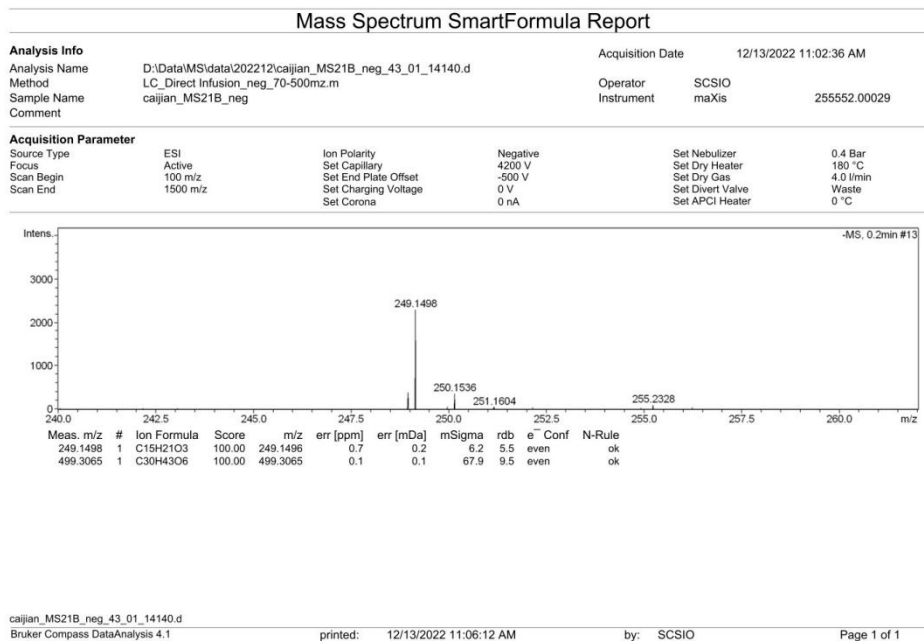 Mass Spectrum SmartFormula Report
Analysis Info
Acquisition Date 12/13/2022 11:02:36 AM
Analysis Name D:\Data\MS\data\202212\caijian_MS21B_neg_43_01_14140.d
Method LC_Direct Infusion_neg_70-500mz.m Operator SCSIO
Sample Name caijian_MS21B_neg Instrument maXis 255552.00029
Comment
Acquisition Parameter
Source Type ESI Ion Polarity Negative Set Nebulizer 0.4 Bar
Focus Active Set Capillary 4200 V Set Dry Heater 180 °C
Scan Begin 100 m/z Set End Plate Offset -500 V Set Dry Gas 4.0 l/min
Scan End 1500 m/z Set Charging Voltage 0 V Set Divert Valve Waste
Set Corona 0 nA Set APCI Heater 0 °C
Intens.
-MS, 0.2min #13
3000
249.1498
2000
1000
250.1536
251.1604
255.2328
0
240.0 242.5 245.0 247.5 250.0 252.5 255.0 257.5 260.0 m/z
Meas. m/z # Ion Formula Score m/z err [ppm] err [mDa] mSigma rdb e¯ Conf N-Rule
249.1498 1 C15H21O3 100.00 249.1496 0.7 0.2 6.2 5.5 even ok
499.3065 1 C30H43O6 100.00 499.3065 0.1 0.1 67.9 9.5 even ok
caijian_MS21B_neg_43_01_14140.d
Bruker Compass DataAnalysis 4.1 printed: 12/13/2022 11:06:12 AM by: SCSIO Page 1 of 1